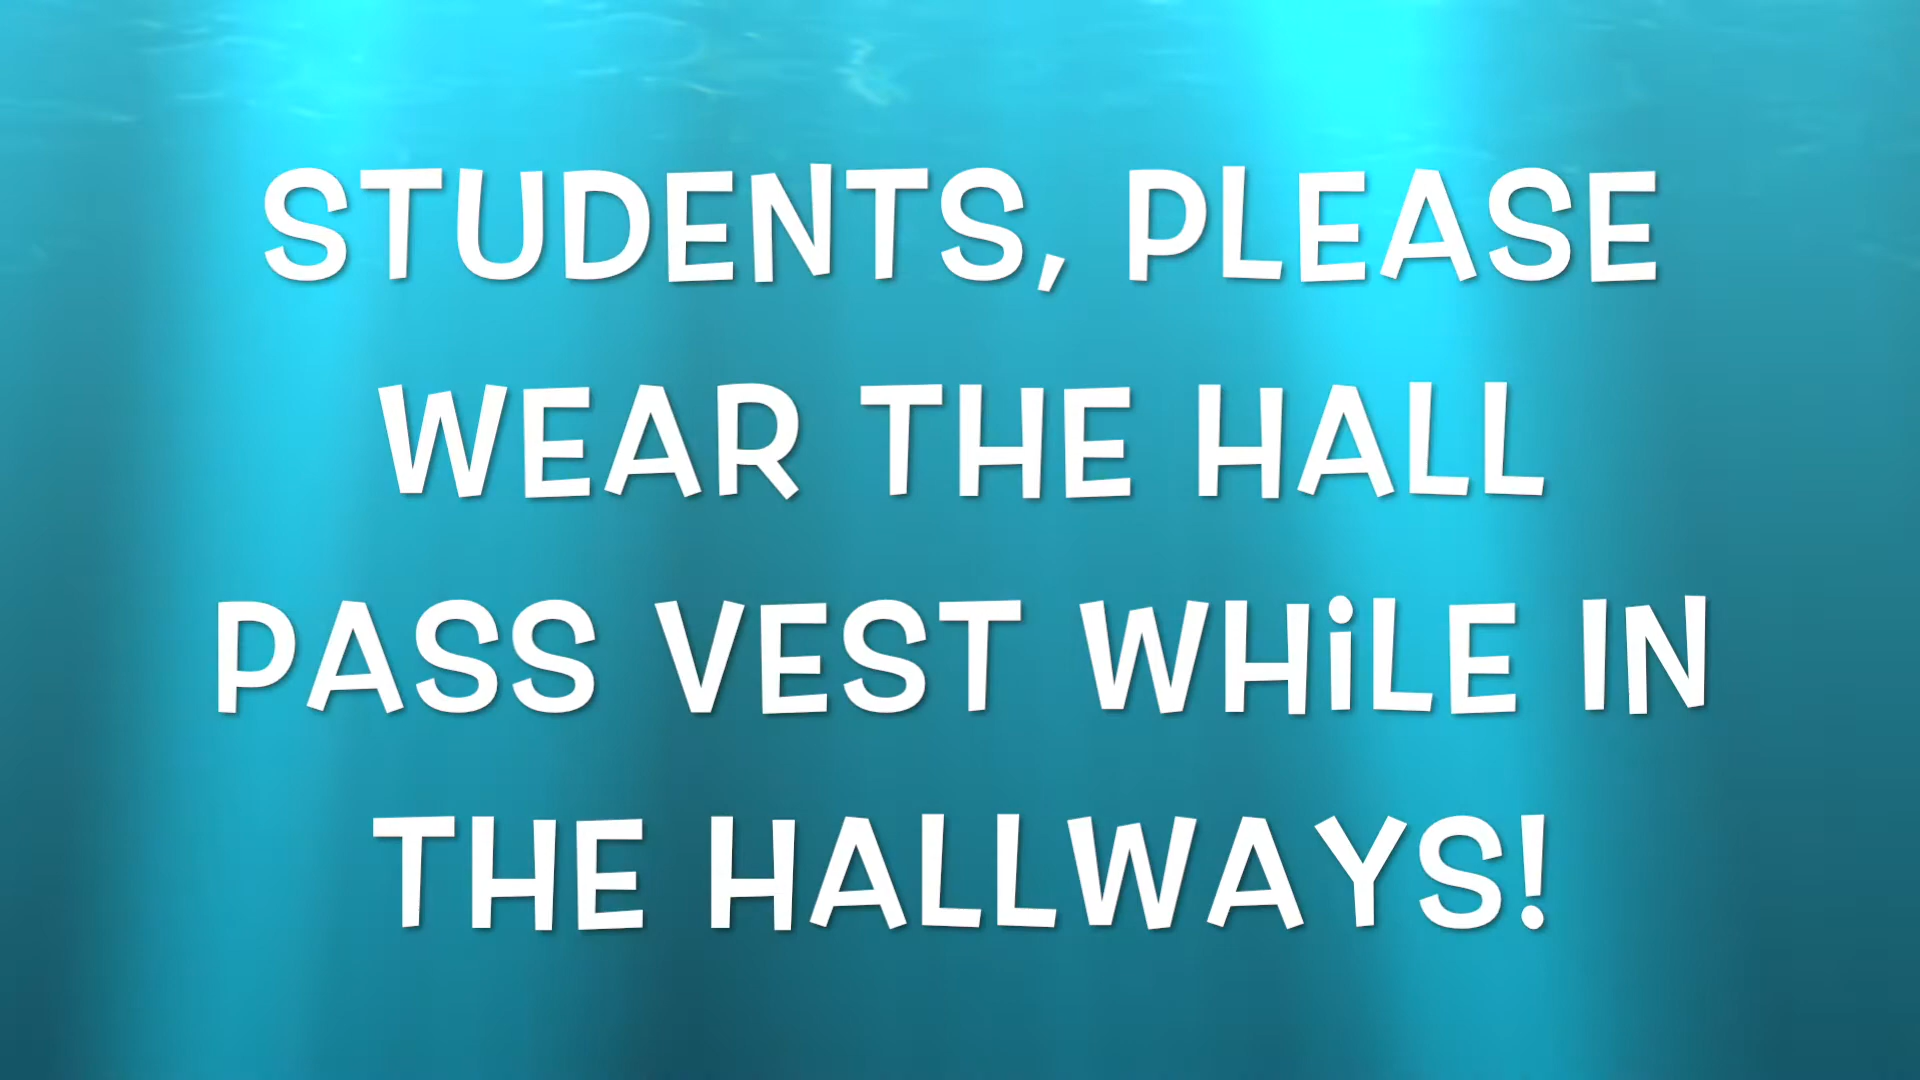 STUDENTS, PLEASE
WEAR THE HALL
PASS VEST WHiLE IN
THE HALLWAYS!